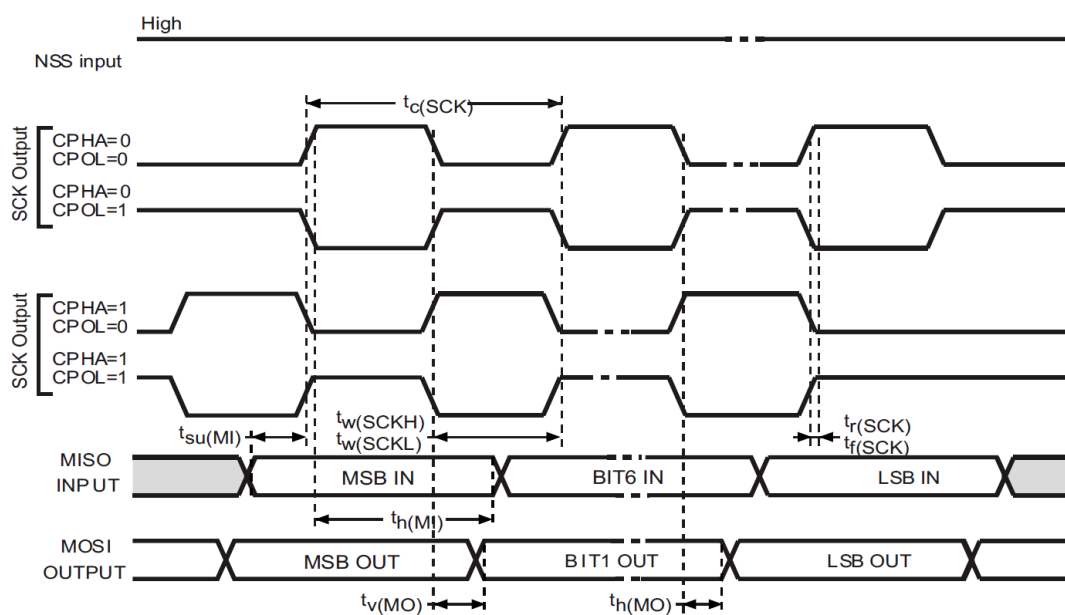 High
NSS input
tc(SCK)
SCK Output
CPHA=0
CPOL=0
CPHA=0
CPOL=1
SCK Output
CPHA=1
CPOL=0
CPHA=1
CPOL=1
tsu(MI)
tw(SCKH)
tw(SCKL)
tr(SCK)
tf(SCK)
MISO
INPUT
MSB IN
BIT6 IN
LSB IN
th(MI)
MOSI
OUTPUT
MSB OUT
BIT1 OUT
LSB OUT
tv(MO)
th(MO)